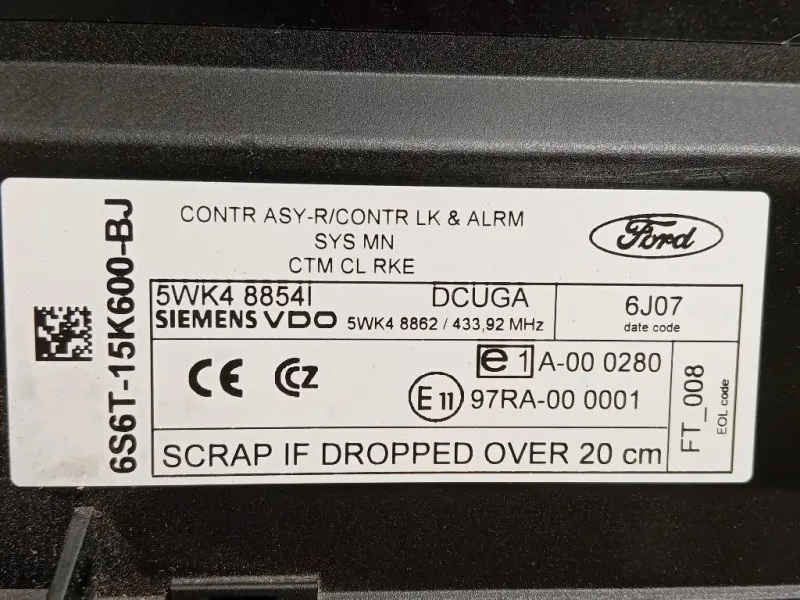 6S6T-15K600-BJ
CONTR ASY-R/CONTR LK & ALRM
SYS MN
CTM CL RKE
Ford
5WK4 8854I DCUGA
SIEMENS VDO 5WK4 8862 / 433,92 MHz
6J07
date code
CE CZ
e 1 A-00 0280
E 11 97RA-00 0001
FT_008
EOL code
SCRAP IF DROPPED OVER 20 cm